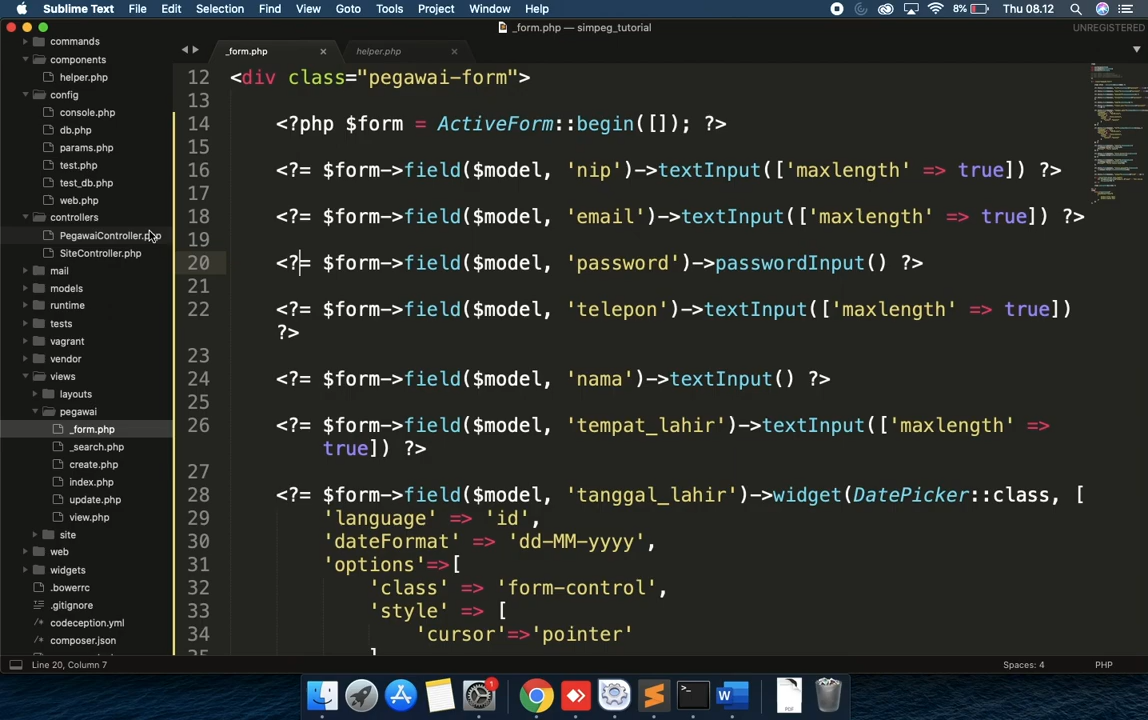 Sublime Text File Edit Selection Find View Goto Tools Project Window Help 8% Thu 08.12
_form.php — simpeg_tutorial UNREGISTERED
commands
components
helper.php
config
console.php
db.php
params.php
test.php
test_db.php
web.php
controllers
PegawaiController.php
SiteController.php
mail
models
runtime
tests
vagrant
vendor
views
layouts
pegawai
_form.php
_search.php
create.php
index.php
update.php
view.php
site
web
widgets
.bowerrc
.gitignore
codeception.yml
composer.json
_form.php × helper.php ×
12 <div class="pegawai-form">
13
14 <?php $form = ActiveForm::begin([]); ?>
15
16 <?= $form->field($model, 'nip')->textInput(['maxlength' => true]) ?>
17
18 <?= $form->field($model, 'email')->textInput(['maxlength' => true]) ?>
19
20 <?= $form->field($model, 'password')->passwordInput() ?>
21
22 <?= $form->field($model, 'telepon')->textInput(['maxlength' => true])
?>
23
24 <?= $form->field($model, 'nama')->textInput() ?>
25
26 <?= $form->field($model, 'tempat_lahir')->textInput(['maxlength' =>
true]) ?>
27
28 <?= $form->field($model, 'tanggal_lahir')->widget(DatePicker::class, [
29 'language' => 'id',
30 'dateFormat' => 'dd-MM-yyyy',
31 'options'=>[
32 'class' => 'form-control',
33 'style' => [
34 'cursor'=>'pointer'
35 ]
Line 20, Column 7 Spaces: 4 PHP
1
W
PDF